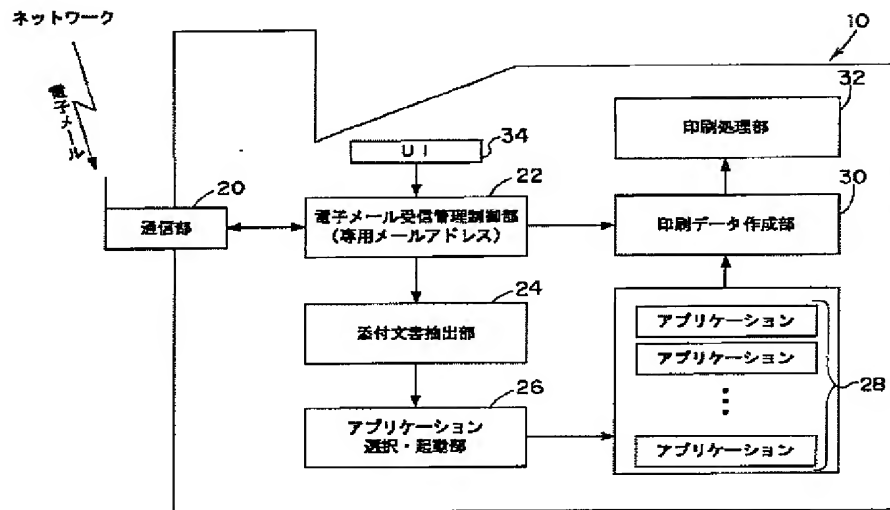 ネットワーク
電子メール
10
32
印刷処理部
34
UI
22
20
30
通信部
電子メール受信管理制御部
(専用メールアドレス)
印刷データ作成部
24
添付文書抽出部
アプリケーション
アプリケーション
28
26
アプリケーション
選択・起動部
アプリケーション